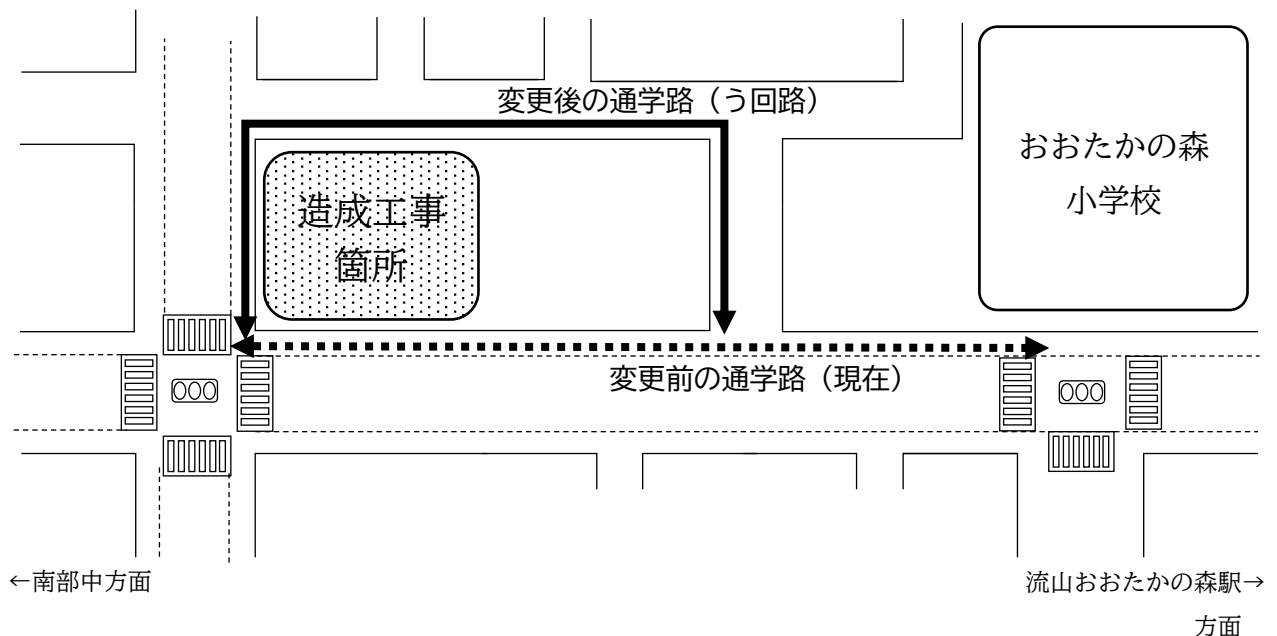 変更後の通学路（う回路）
おおたかの森
小学校
造成工事
箇所
変更前の通学路（現在）
←南部中方面
流山おおたかの森駅→
方面